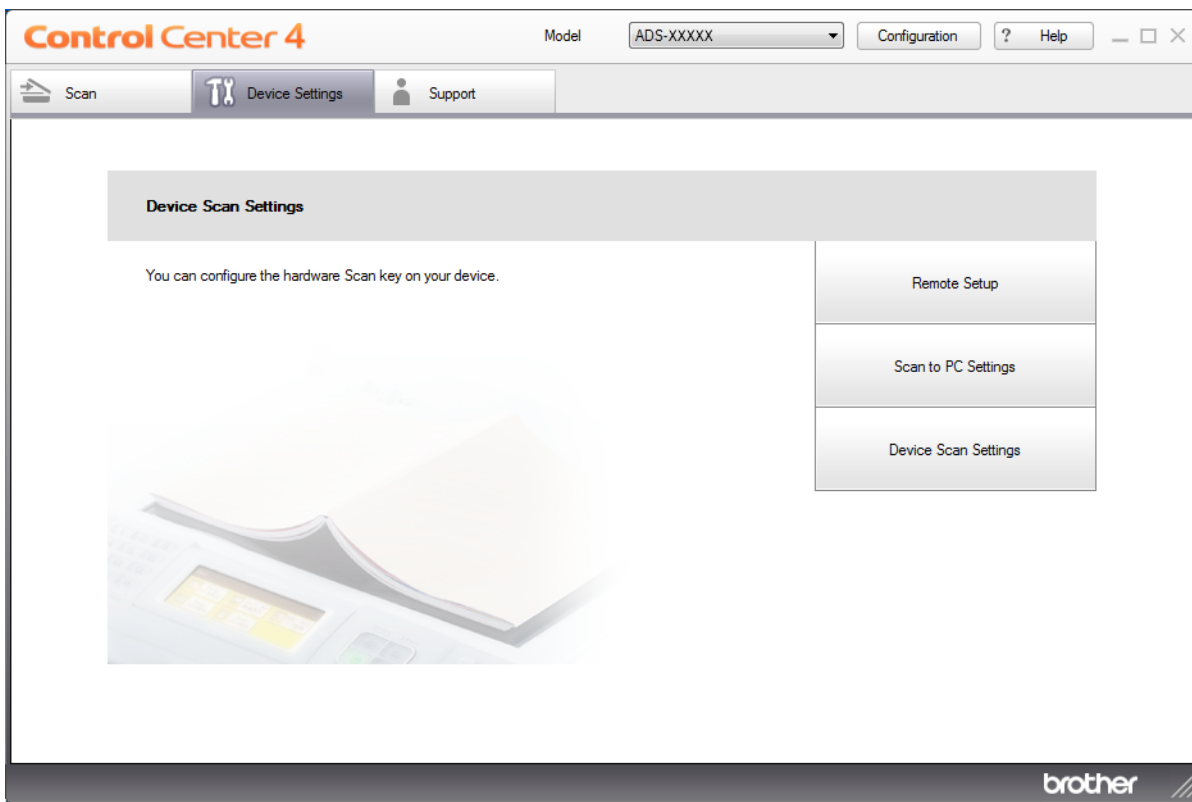 Control Center 4
Model
ADS-XXXXX
Configuration
? Help
Scan
Device Settings
Support
Device Scan Settings
You can configure the hardware Scan key on your device.
Remote Setup
Scan to PC Settings
Device Scan Settings
brother